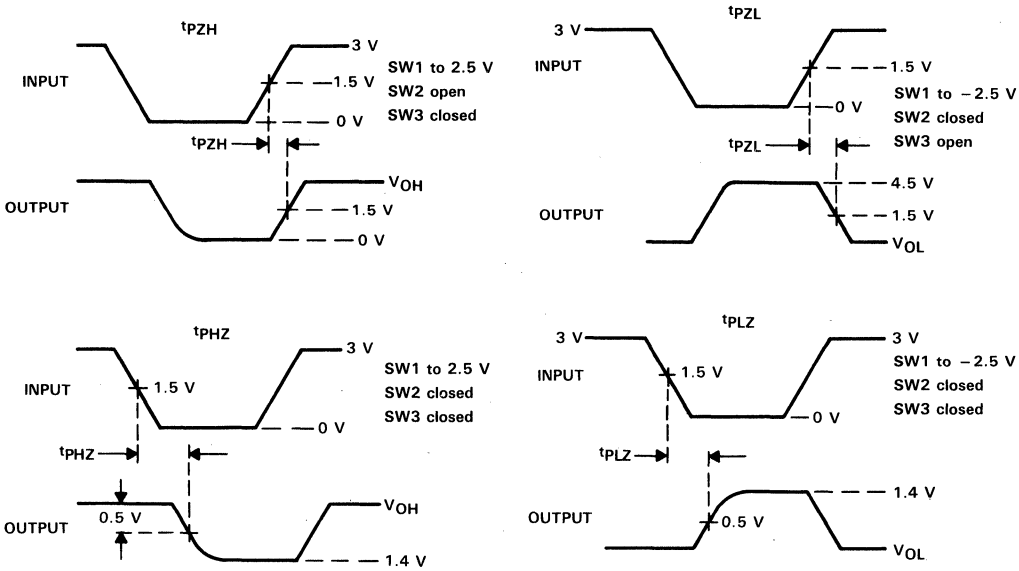 tPZH
3 V
INPUT
1.5 V
0 V
SW1 to 2.5 V
SW2 open
SW3 closed
tPZH
OUTPUT
VOH
1.5 V
0 V
tPZL
3 V
INPUT
1.5 V
0 V
SW1 to −2.5 V
SW2 closed
SW3 open
tPZL
OUTPUT
4.5 V
1.5 V
VOL
tPHZ
3 V
INPUT
1.5 V
0 V
SW1 to 2.5 V
SW2 closed
SW3 closed
tPHZ
OUTPUT
0.5 V
VOH
1.4 V
tPLZ
3 V
3 V
INPUT
1.5 V
0 V
SW1 to −2.5 V
SW2 closed
SW3 closed
tPLZ
OUTPUT
0.5 V
1.4 V
VOL